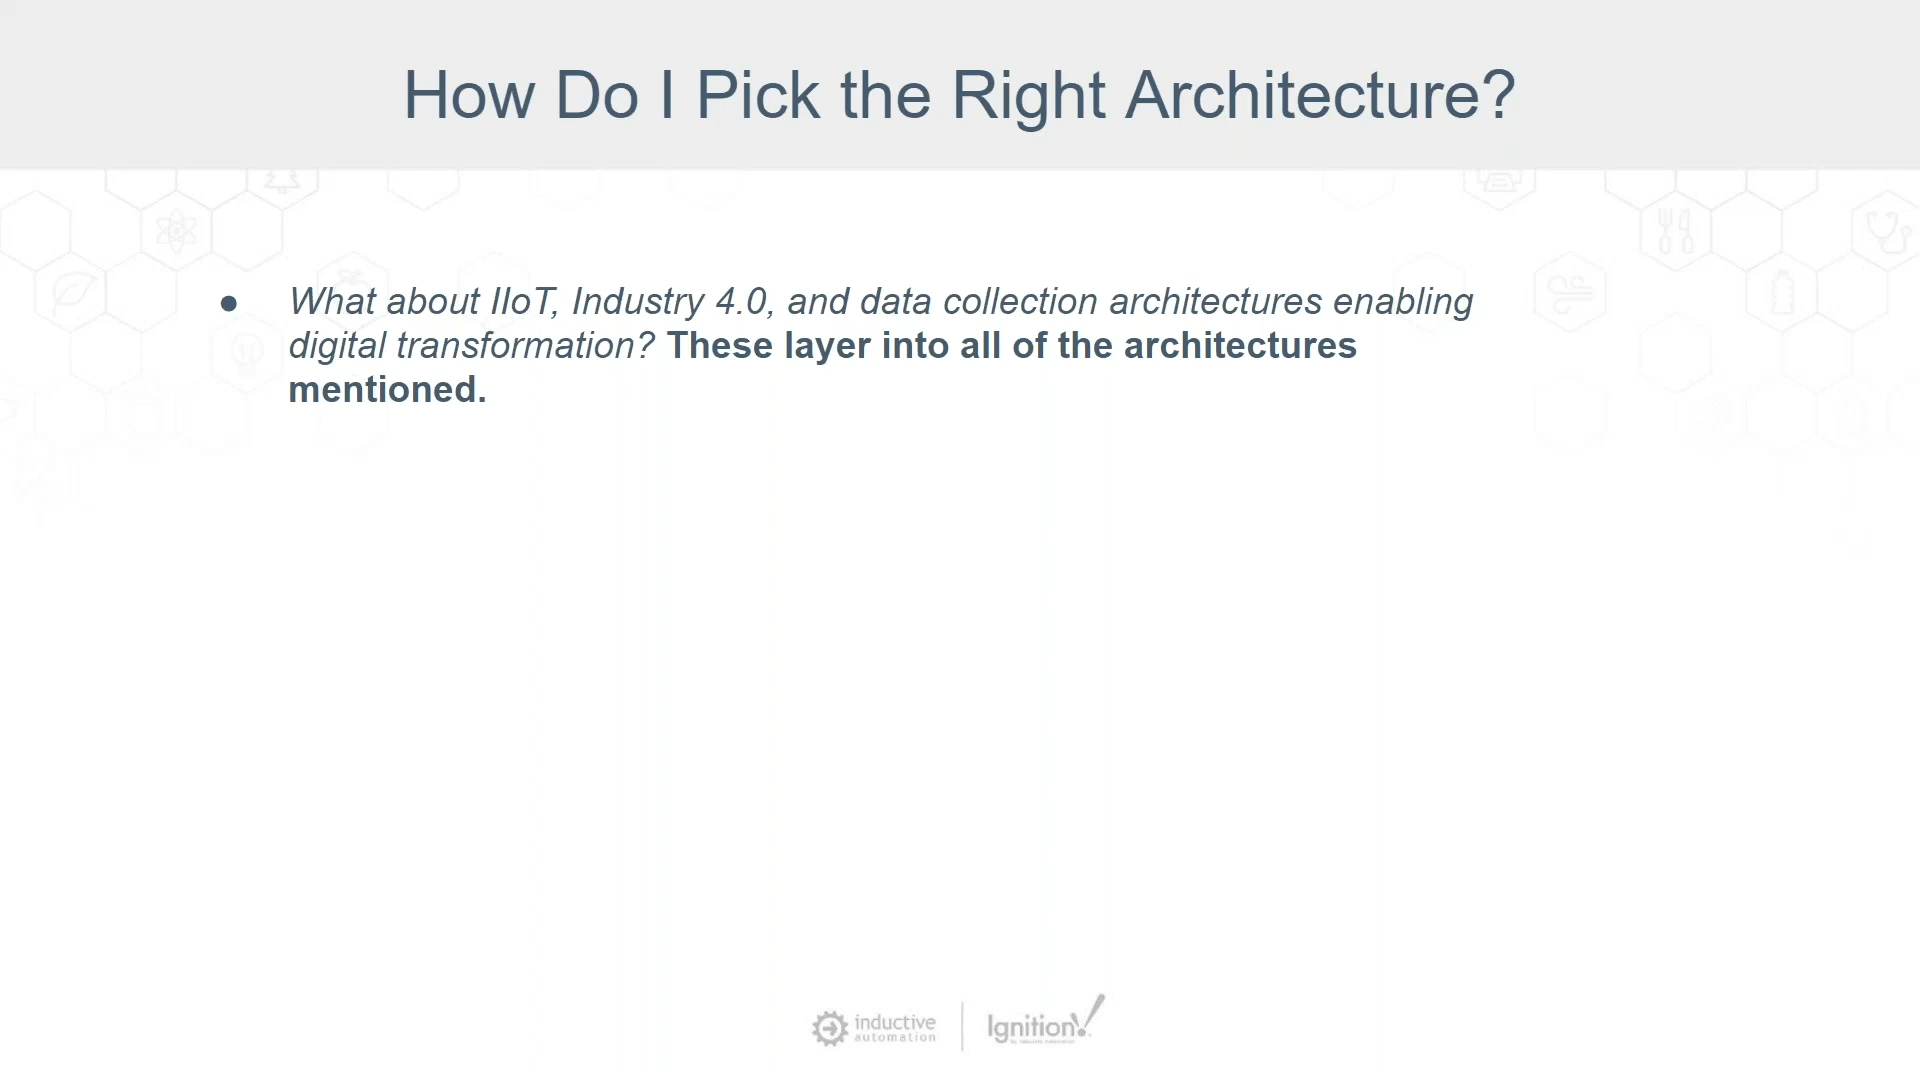 How Do I Pick the Right Architecture?
● What about IIoT, Industry 4.0, and data collection architectures enabling
digital transformation? These layer into all of the architectures
mentioned.
inductive
automation
Ignition!